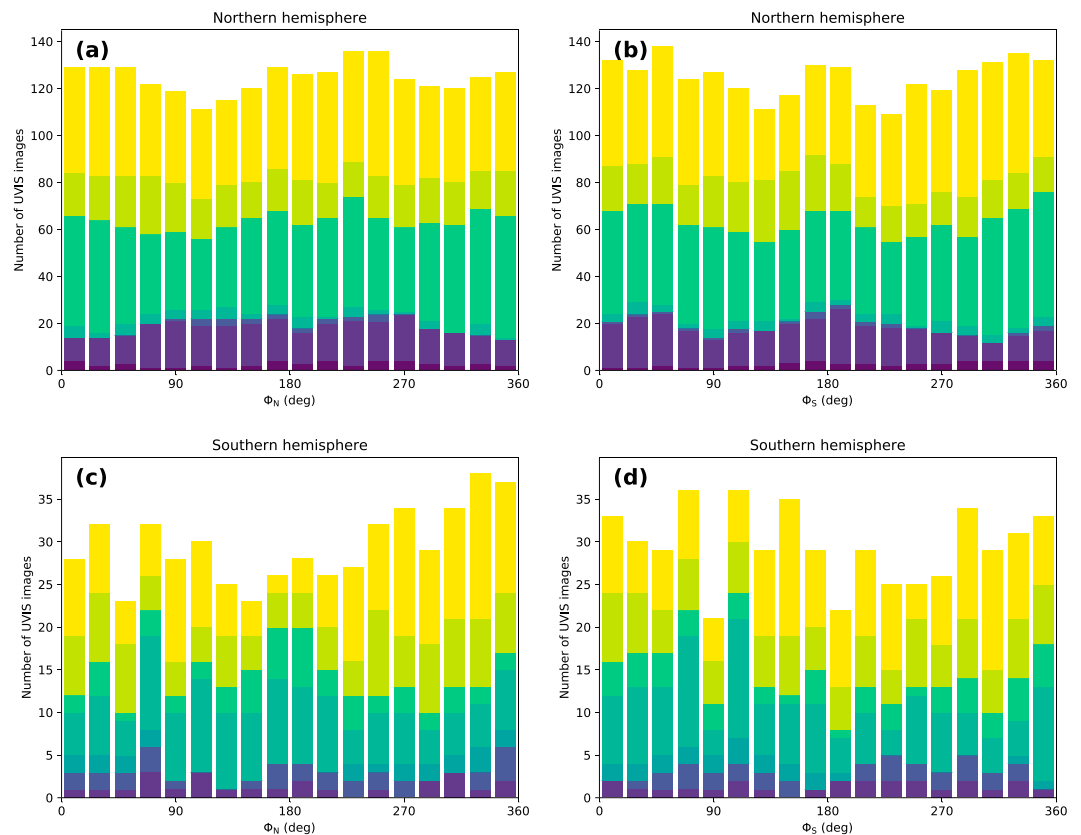 Northern hemisphere
(a)
Number of UVIS images
140
120
100
80
60
40
20
0
0 90 180 270 360
Φ_N (deg)
Northern hemisphere
(b)
Number of UVIS images
140
120
100
80
60
40
20
0
0 90 180 270 360
Φ_S (deg)
Southern hemisphere
(c)
Number of UVIS images
35
30
25
20
15
10
5
0
0 90 180 270 360
Φ_N (deg)
Southern hemisphere
(d)
Number of UVIS images
35
30
25
20
15
10
5
0
0 90 180 270 360
Φ_S (deg)